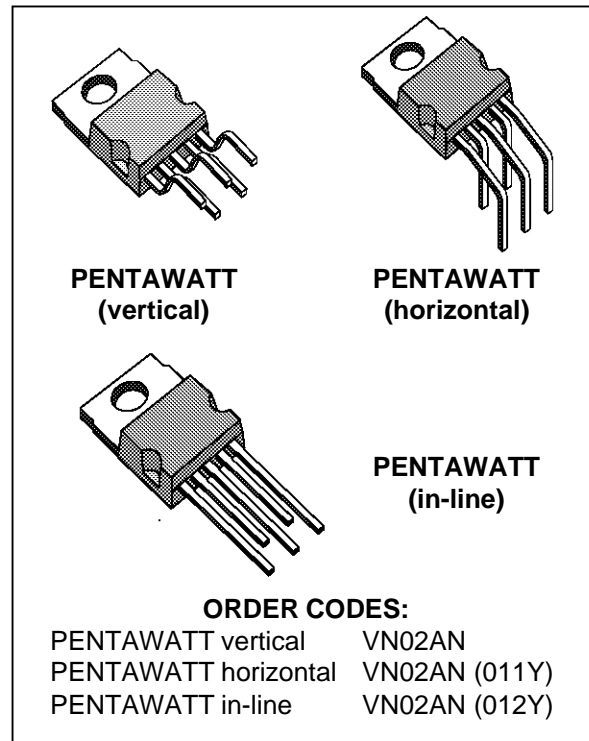 PENTAWATT
(vertical)
PENTAWATT
(horizontal)
PENTAWATT
(in-line)
ORDER CODES:
PENTAWATT vertical VN02AN
PENTAWATT horizontal VN02AN (011Y)
PENTAWATT in-line VN02AN (012Y)